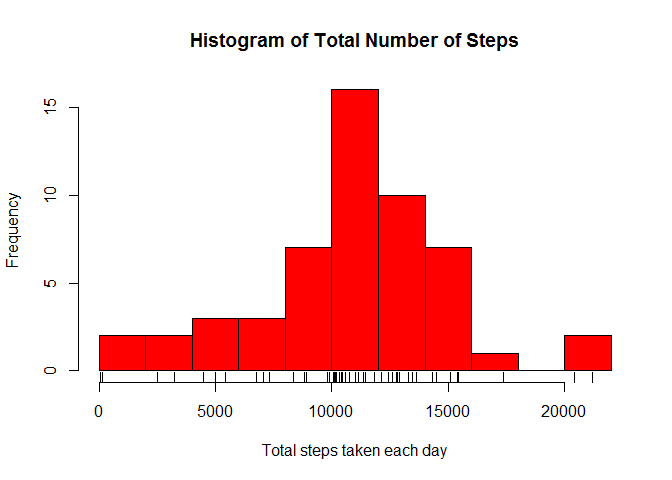 Histogram of Total Number of Steps
Frequency
15
10
5
0
0 5000 10000 15000 20000
Total steps taken each day